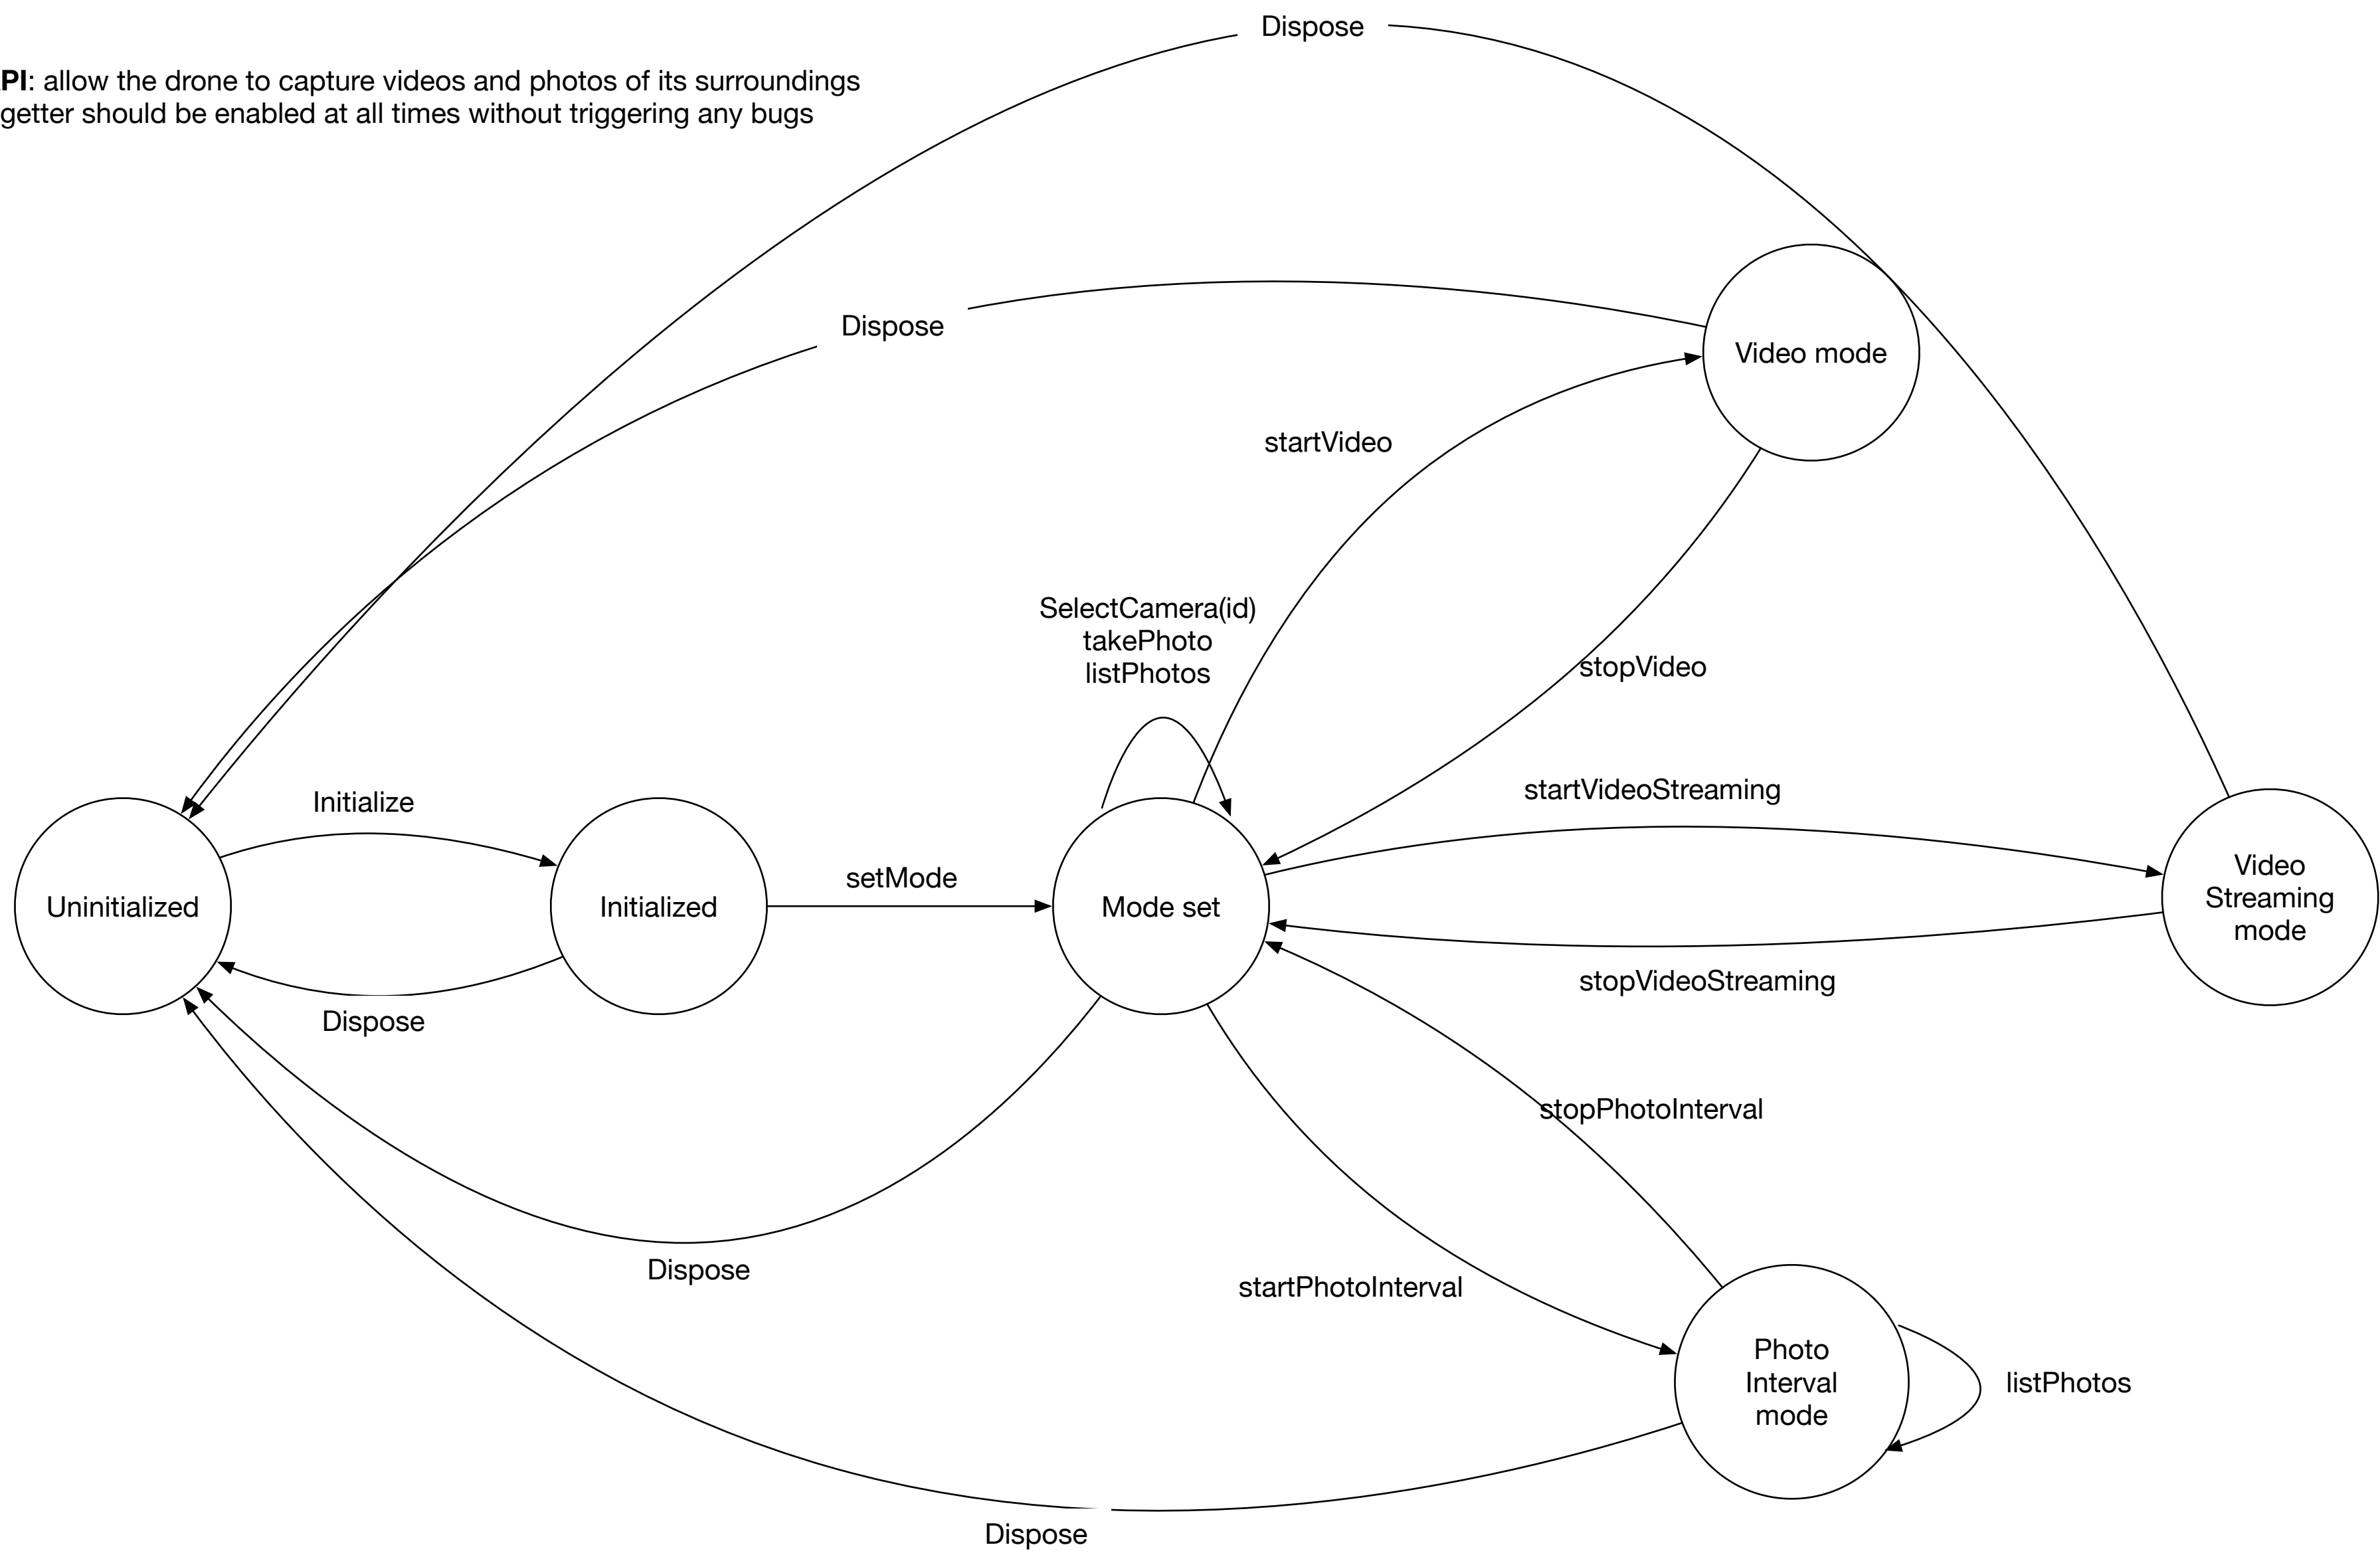 Dispose
PI: allow the drone to capture videos and photos of its surroundings
getter should be enabled at all times without triggering any bugs
Dispose
Video mode
startVideo
SelectCamera(id)
takePhoto
listPhotos
stopVideo
Initialize
startVideoStreaming
Uninitialized
Initialized
setMode
Mode set
Video
Streaming
mode
Dispose
stopVideoStreaming
stopPhotoInterval
Dispose
startPhotoInterval
Photo
Interval
mode
listPhotos
Dispose